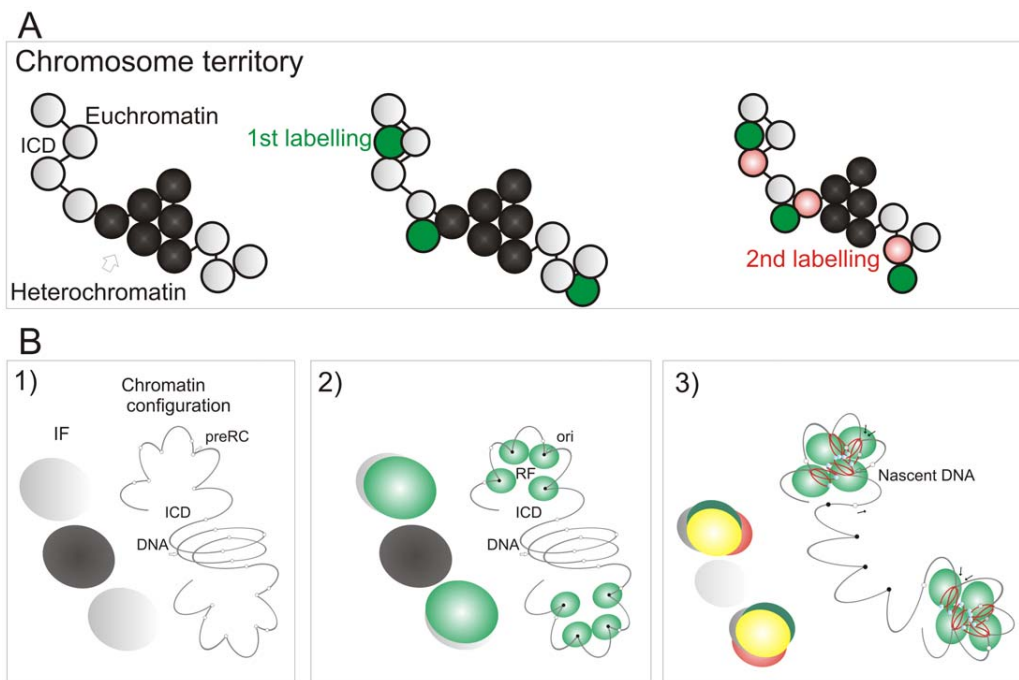 A
Chromosome territory
Euchromatin
ICD
Heterochromatin
1st labelling
2nd labelling
B
1)
Chromatin
configuration
IF
preRC
ICD
DNA
2)
ori
RF
ICD
DNA
3)
Nascent DNA